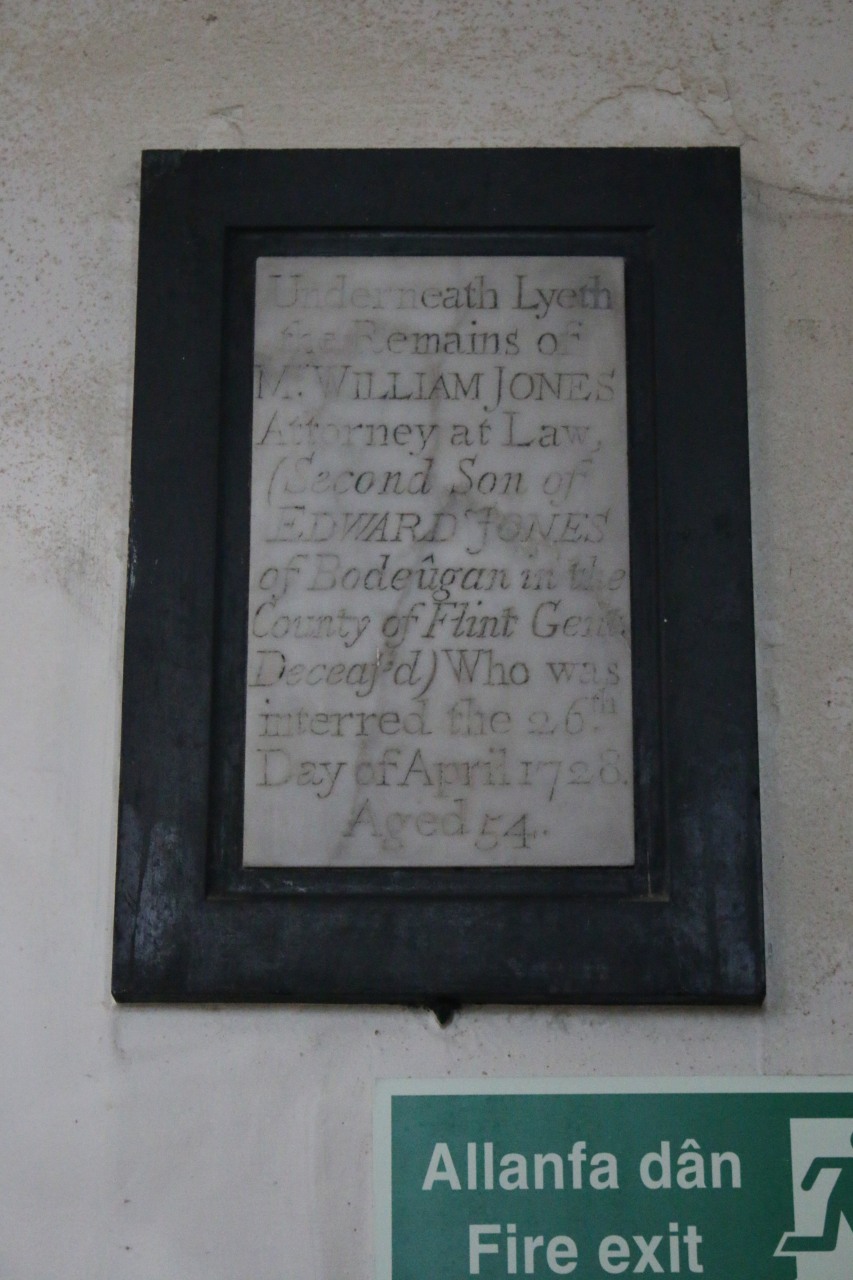 Underneath Lyeth
the Remains of
Mr. WILLIAM JONES
Attorney at Law,
(Second Son of
EDWARD JONES
of Bodeûgan in the
County of Flint Gent.
Deceaſ'd) Who was
interred the 26.th
Day of April 1728.
Aged 54.
Allanfa dân
Fire exit